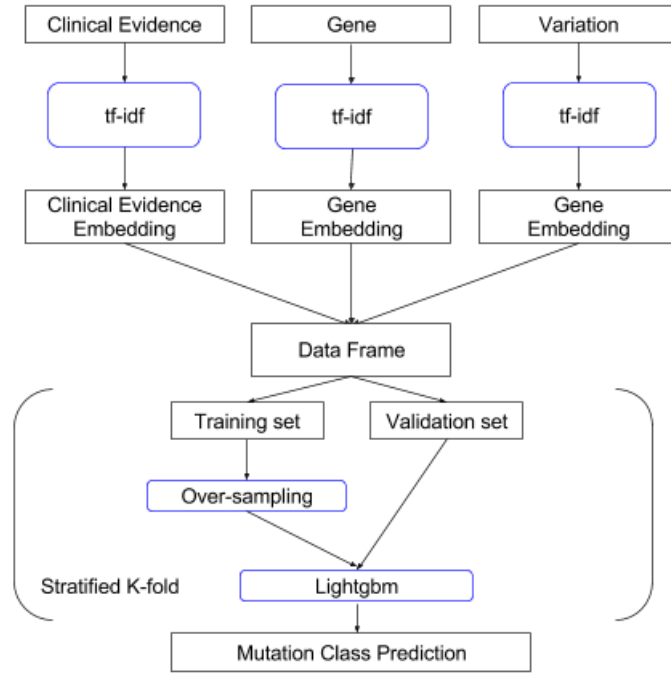 Clinical Evidence
Gene
Variation
tf-idf
tf-idf
tf-idf
Clinical Evidence
Embedding
Gene
Embedding
Gene
Embedding
Data Frame
Training set
Validation set
Over-sampling
Stratified K-fold
Lightgbm
Mutation Class Prediction